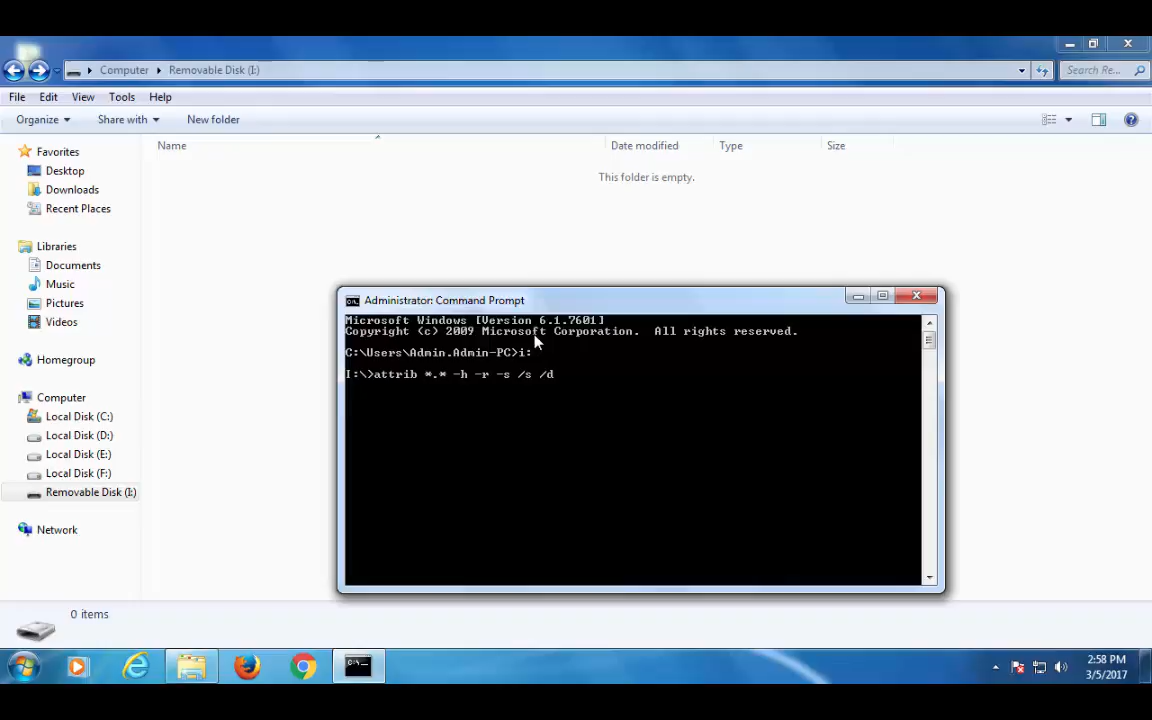 Computer
Removable Disk (I:)
Search Re...
File Edit View Tools Help
Organize Share with New folder
Favorites
Desktop
Downloads
Recent Places
Libraries
Documents
Music
Pictures
Videos
Homegroup
Computer
Local Disk (C:)
Local Disk (D:)
Local Disk (E:)
Local Disk (F:)
Removable Disk (I:)
Network
Name Date modified Type Size
This folder is empty.
C:\.
Administrator: Command Prompt
Microsoft Windows [Version 6.1.7601]
Copyright (c) 2009 Microsoft Corporation. All rights reserved.
C:\Users\Admin.Admin-PC>i:
I:\>attrib *.* -h -r -s /s /d
0 items
C:\.
2:58 PM
3/5/2017